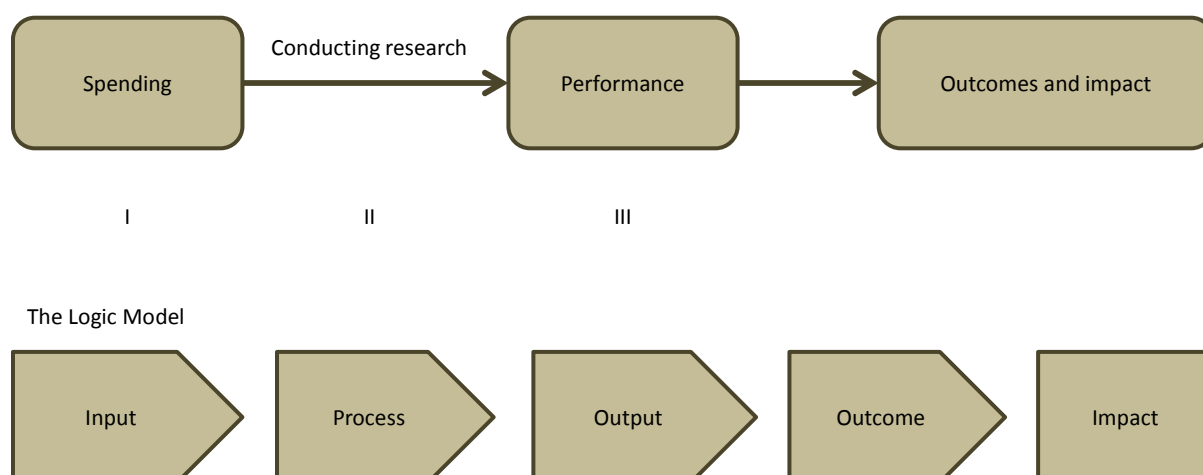 Conducting research
Spending
Performance
Outcomes and impact
I
II
III
The Logic Model
Input
Process
Output
Outcome
Impact